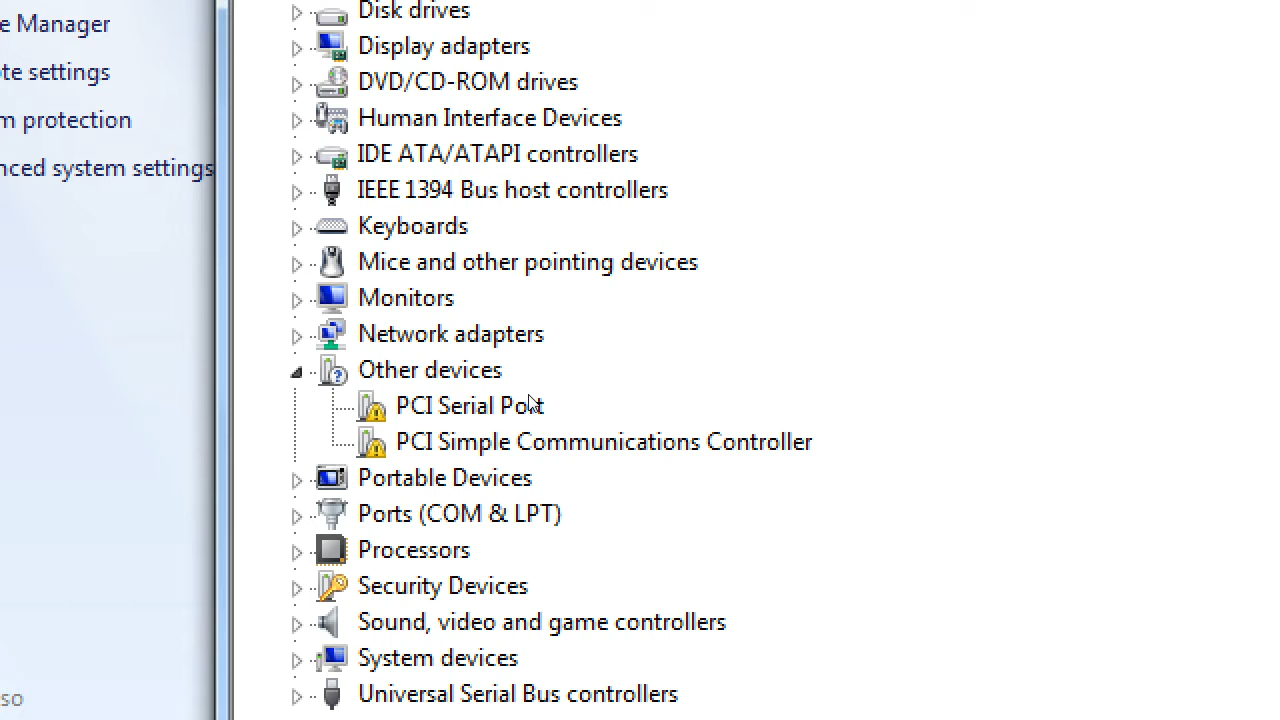 e Manager
te settings
m protection
nced system settings
so
Disk drives
Display adapters
DVD/CD-ROM drives
Human Interface Devices
IDE ATA/ATAPI controllers
IEEE 1394 Bus host controllers
Keyboards
Mice and other pointing devices
Monitors
Network adapters
Other devices
PCI Serial Port
PCI Simple Communications Controller
Portable Devices
Ports (COM & LPT)
Processors
Security Devices
Sound, video and game controllers
System devices
Universal Serial Bus controllers